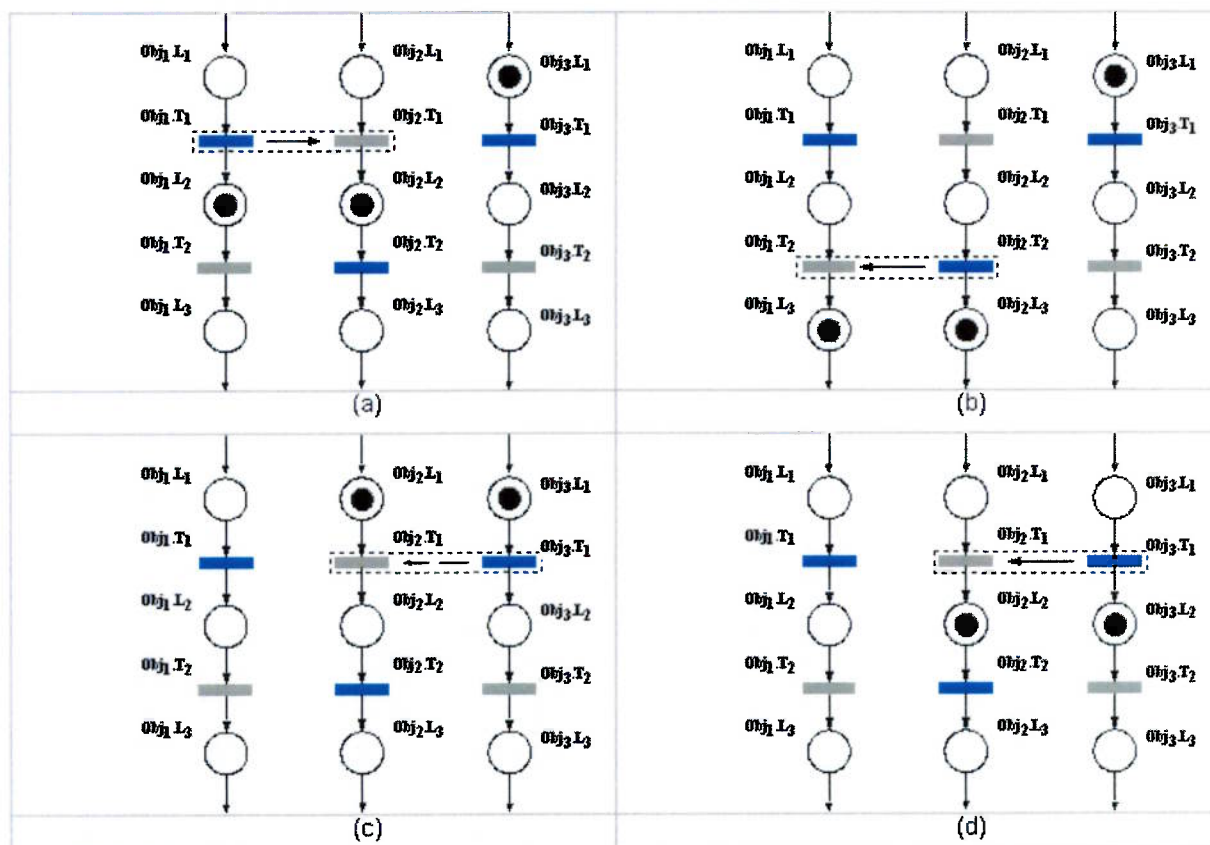 Obj₁.L₁ Obj₂.L₁ Obj₃.L₁
Obj₁.T₁ Obj₂.T₁ Obj₃.T₁
Obj₁.L₂ Obj₂.L₂ Obj₃.L₂
Obj₁.T₂ Obj₂.T₂ Obj₃.T₂
Obj₁.L₃ Obj₂.L₃ Obj₃.L₃
(a)
Obj₁.L₁ Obj₂.L₁ Obj₃.L₁
Obj₁.T₁ Obj₂.T₁ Obj₃.T₁
Obj₁.L₂ Obj₂.L₂ Obj₃.L₂
Obj₁.T₂ Obj₂.T₂ Obj₃.T₂
Obj₁.L₃ Obj₂.L₃ Obj₃.L₃
(b)
Obj₁.L₁ Obj₂.L₁ Obj₃.L₁
Obj₁.T₁ Obj₂.T₁ Obj₃.T₁
Obj₁.L₂ Obj₂.L₂ Obj₃.L₂
Obj₁.T₂ Obj₂.T₂ Obj₃.T₂
Obj₁.L₃ Obj₂.L₃ Obj₃.L₃
(c)
Obj₁.L₁ Obj₂.L₁ Obj₃.L₁
Obj₁.T₁ Obj₂.T₁ Obj₃.T₁
Obj₁.L₂ Obj₂.L₂ Obj₃.L₂
Obj₁.T₂ Obj₂.T₂ Obj₃.T₂
Obj₁.L₃ Obj₂.L₃ Obj₃.L₃
(d)